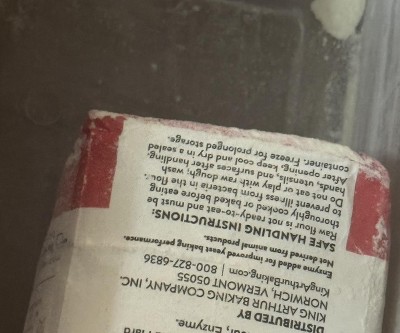 Hard
Enzyme.
DISTRIBUTED BY
KING ARTHUR BAKING COMPANY, INC.
NORWICH, VERMONT 05055
KingArthurBaking.com | 800-827-6836
Enzyme added for improved yeast baking performance.
Not derived from animal products.
SAFE HANDLING INSTRUCTIONS:
Raw flour is not ready-to-eat and must be
thoroughly cooked or baked before eating
to prevent illness from bacteria in the flour.
Do not eat or play with raw dough; wash
hands, utensils, and surfaces after handling.
After opening, keep cool and dry in a sealed
container. Freeze for prolonged storage.